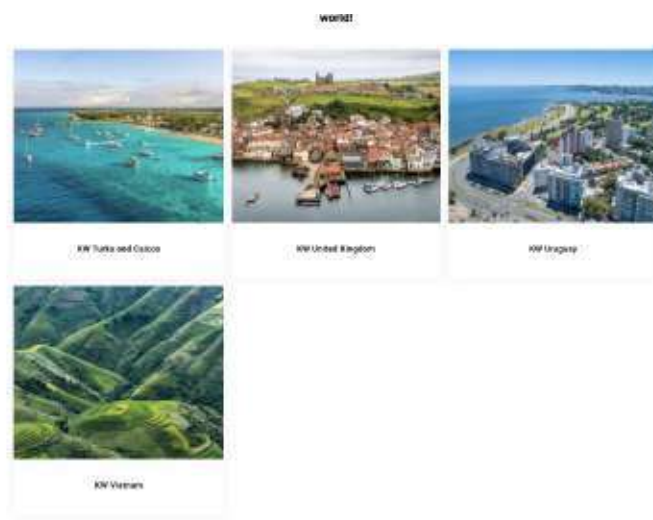 world!
KW Turks and Caicos
KW United Kingdom
KW Uruguay
KW Vietnam